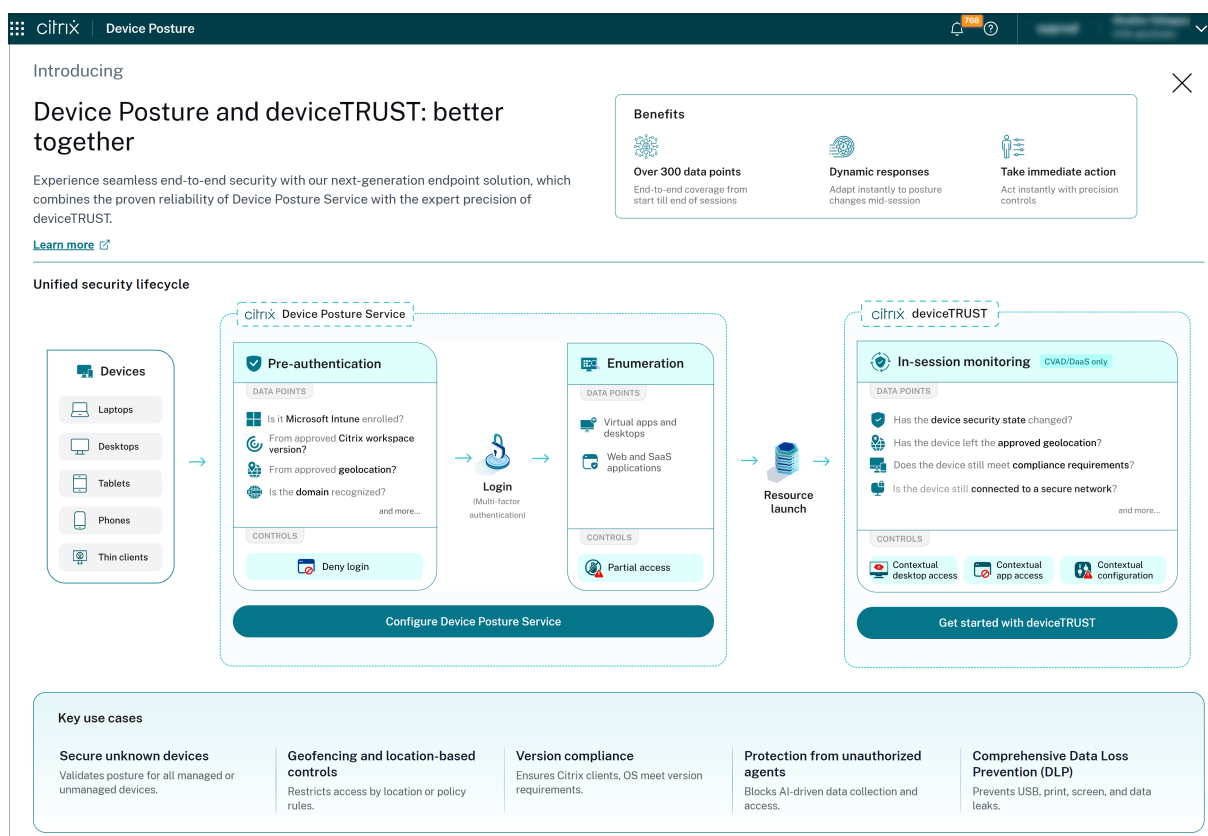 citrix
Device Posture
768
Introducing
Device Posture and deviceTRUST: better
together
Experience seamless end-to-end security with our next-generation endpoint solution, which
combines the proven reliability of Device Posture Service with the expert precision of
deviceTRUST.
Learn more
Benefits
Over 300 data points
End-to-end coverage from
start till end of sessions
Dynamic responses
Adapt instantly to posture
changes mid-session
Take immediate action
Act instantly with precision
controls
Unified security lifecycle
Devices
Laptops
Desktops
Tablets
Phones
Thin clients
citrix Device Posture Service
Pre-authentication
DATA POINTS
Is it Microsoft Intune enrolled?
From approved Citrix workspace
version?
From approved geolocation?
Is the domain recognized?
and more...
CONTROLS
Deny login
Login
(Multi-factor
authentication)
Enumeration
DATA POINTS
Virtual apps and
desktops
Web and SaaS
applications
CONTROLS
Partial access
Configure Device Posture Service
Resource
launch
citrix deviceTRUST
In-session monitoring
CVAD/DaaS only
DATA POINTS
Has the device security state changed?
Has the device left the approved geolocation?
Does the device still meet compliance requirements?
Is the device still connected to a secure network?
and more...
CONTROLS
Contextual
desktop access
Contextual
app access
Contextual
configuration
Get started with deviceTRUST
Key use cases
Secure unknown devices
Validates posture for all managed or
unmanaged devices.
Geofencing and location-based
controls
Restricts access by location or policy
rules.
Version compliance
Ensures Citrix clients, OS meet version
requirements.
Protection from unauthorized
agents
Blocks AI-driven data collection and
access.
Comprehensive Data Loss
Prevention (DLP)
Prevents USB, print, screen, and data
leaks.